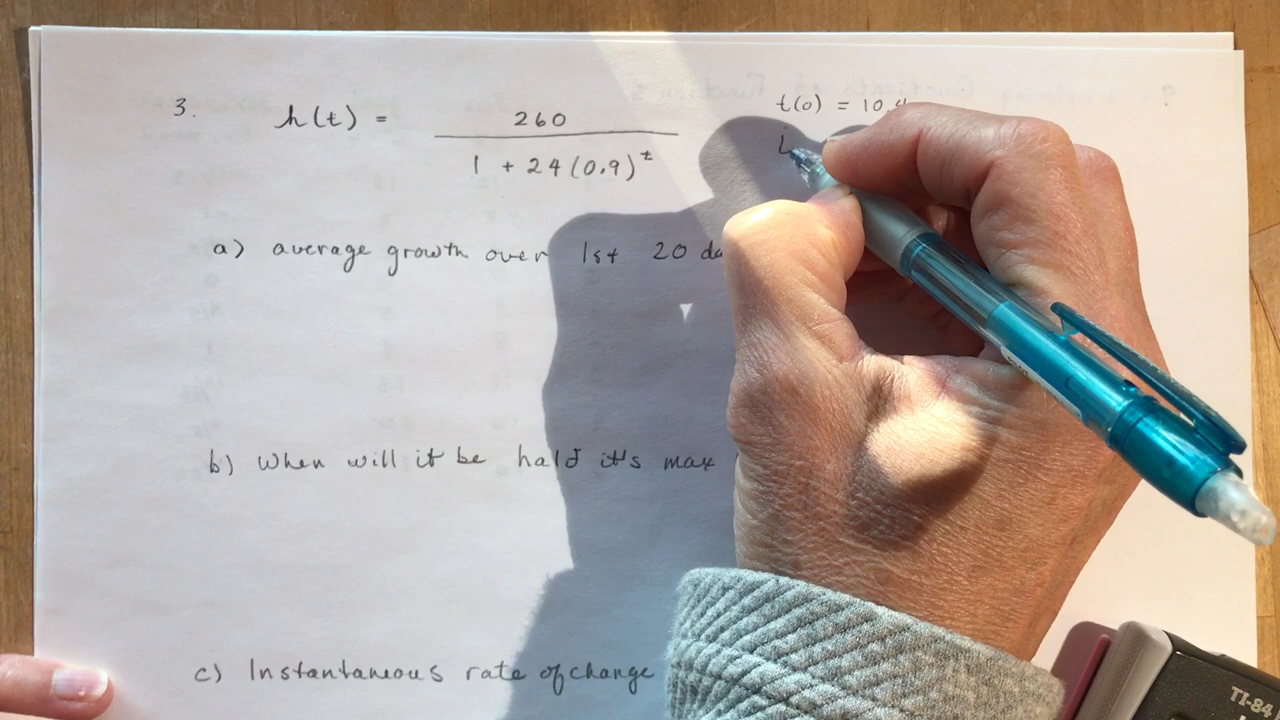 3. h(t) = 260 / 1 + 24(0.9)^t
t(0) = 10.4
a) average growth over 1st 20
b) When will it be half it's max
c) Instantaneous rate of change
TI-84